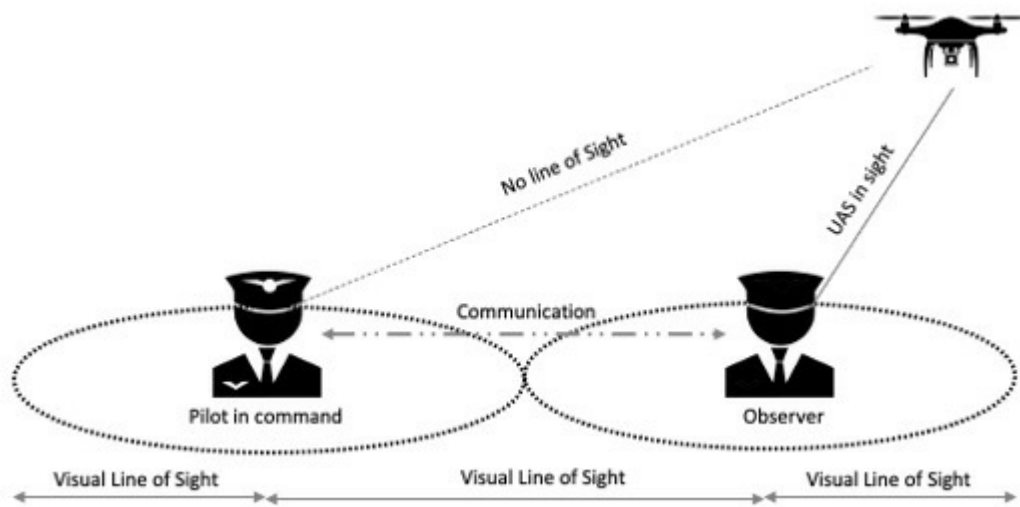 No line of Sight
UAS in sight
Communication
Pilot in command
Observer
Visual Line of Sight
Visual Line of Sight
Visual Line of Sight